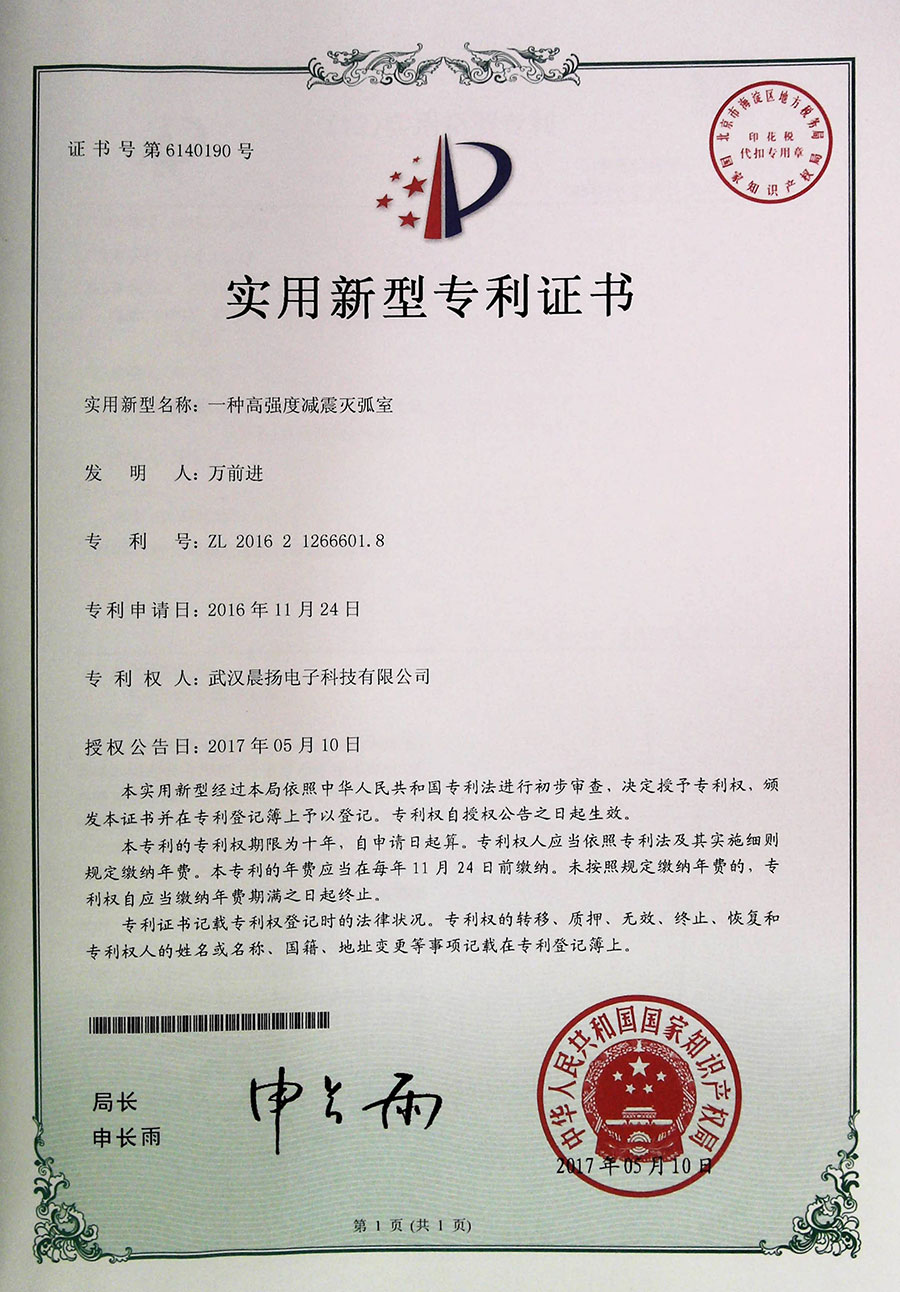 证书号第6140190号
北京市海淀区地方税务局
印花税
代扣专用章
国家知识产权局
实用新型专利证书
实用新型名称：一种高强度减震灭弧室
发明人：万前进
专利号：ZL 2016 2 1266601.8
专利申请日：2016年11月24日
专利权人：武汉晨扬电子科技有限公司
授权公告日：2017年05月10日
本实用新型经过本局依照中华人民共和国专利法进行初步审查，决定授予专利权，颁
发本证书并在专利登记簿上予以登记。专利权自授权公告之日起生效。
本专利的专利权期限为十年，自申请日起算。专利权人应当依照专利法及其实施细则
规定缴纳年费。本专利的年费应当在每年11月24日前缴纳。未按照规定缴纳年费的，专
利权自应当缴纳年费期满之日起终止。
专利证书记载专利权登记时的法律状况。专利权的转移、质押、无效、终止、恢复和
专利权人的姓名或名称、国籍、地址变更等事项记载在专利登记簿上。
局长
申长雨
申长雨
中华人民共和国国家知识产权局
2017年05月10日
第 1 页 (共 1 页)